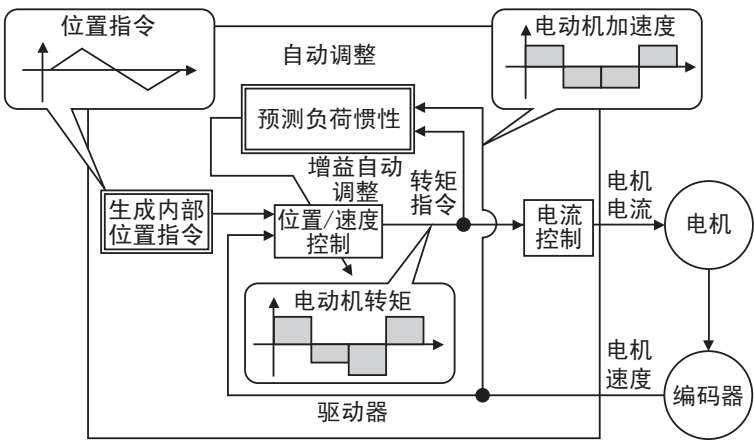 位置指令
电动机加速度
自动调整
预测负荷惯性
增益自动
调整
转矩
指令
电机
电流
生成内部
位置指令
位置/速度
控制
电流
控制
电机
电动机转矩
电机
速度
编码器
驱动器